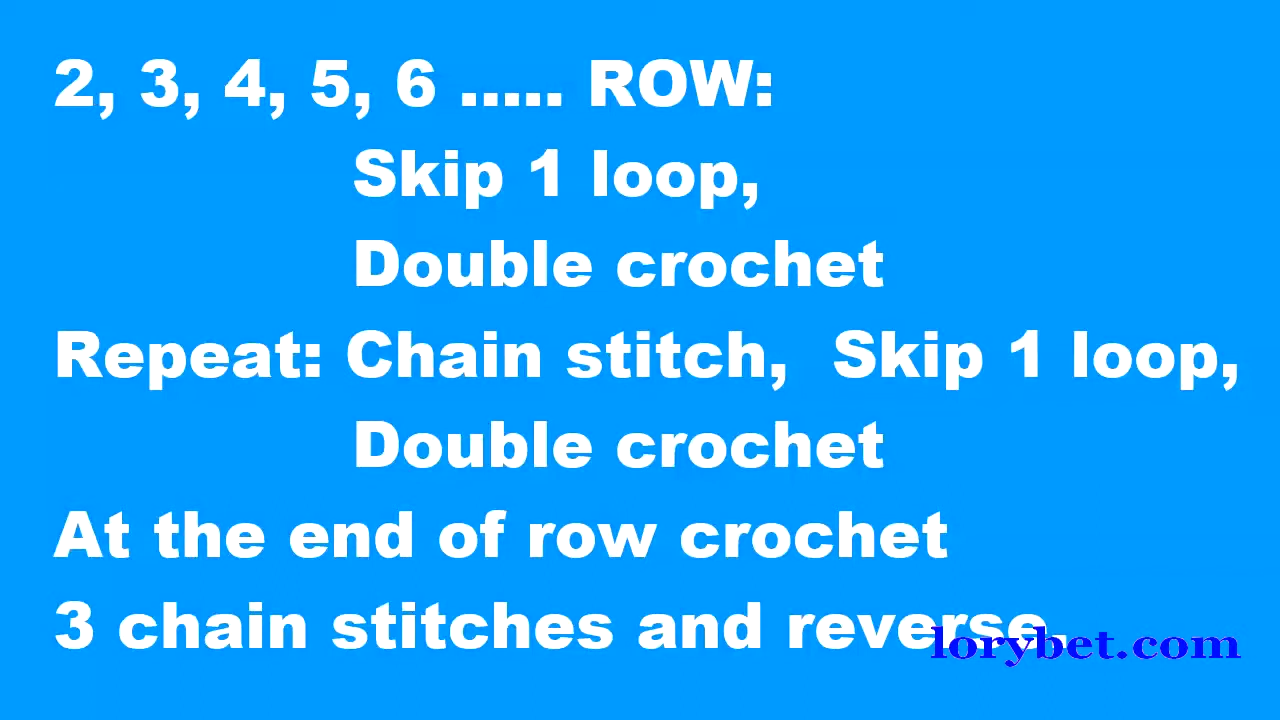 2, 3, 4, 5, 6 ..... ROW:
Skip 1 loop,
Double crochet
Repeat: Chain stitch, Skip 1 loop,
Double crochet
At the end of row crochet
3 chain stitches and reverse.
lorybet.com